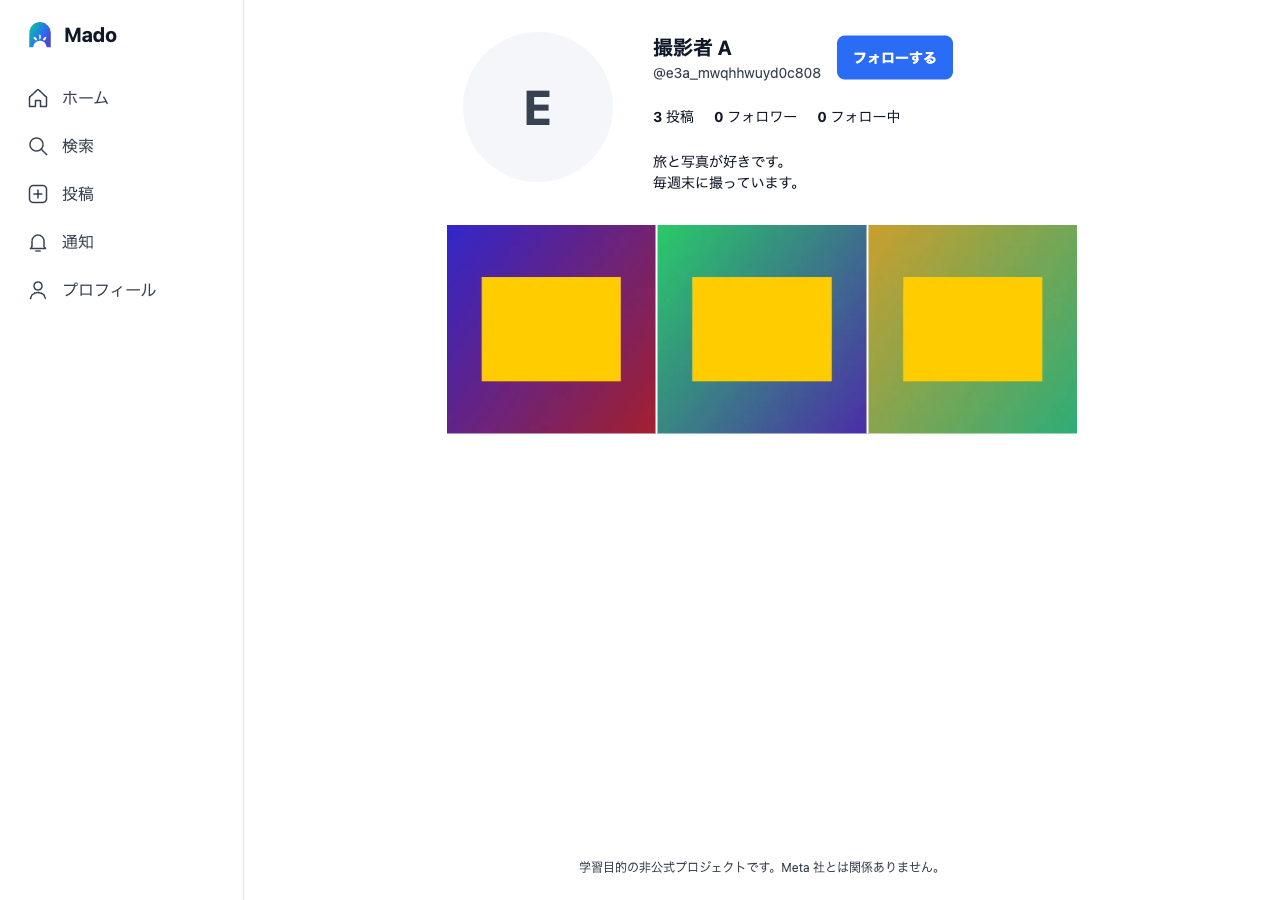 Mado
ホーム
検索
投稿
通知
プロフィール
E
撮影者 A
@e3a_mwqhhwuyd0c808
フォローする
3 投稿 0 フォロワー 0 フォロー中
旅と写真が好きです。
毎週末に撮っています。
学習目的の非公式プロジェクトです。Meta 社とは関係ありません。